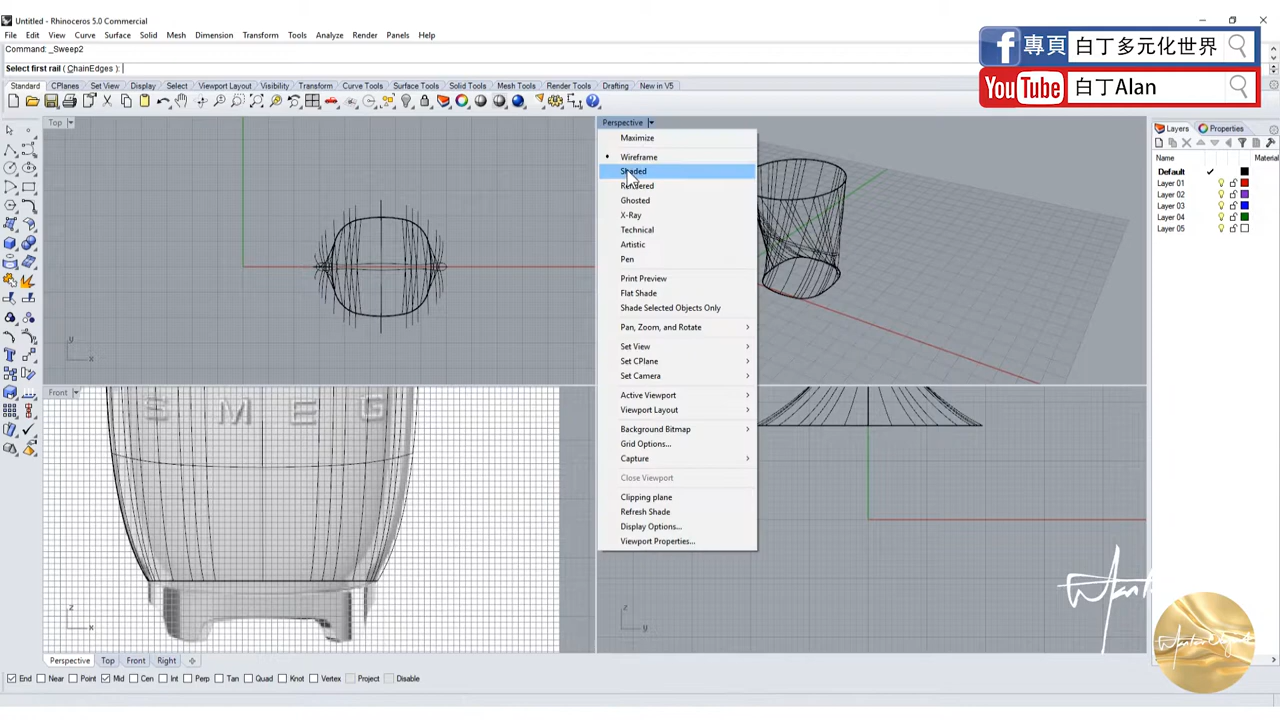 Untitled - Rhinoceros 5.0 Commercial
File Edit View Curve Surface Solid Mesh Dimension Transform Tools Analyze Render Panels Help
Command: _Sweep2
Select first rail ( ChainEdges ):
Standard CPlanes Set View Display Select Viewport Layout Visibility Transform Curve Tools Surface Tools Solid Tools Mesh Tools Render Tools Drafting New in V5
專頁 白丁多元化世界
YouTube 白丁Alan
Top
Perspective
Maximize
Wireframe
Shaded
Rendered
Ghosted
X-Ray
Technical
Artistic
Pen
Print Preview
Flat Shade
Shade Selected Objects Only
Pan, Zoom, and Rotate
Set View
Set CPlane
Set Camera
Active Viewport
Viewport Layout
Background Bitmap
Grid Options...
Capture
Close Viewport
Clipping plane
Refresh Shade
Display Options...
Viewport Properties...
y
x
Front
SMEG
z
x
z
y
Layers Properties
Name
Default
Layer 01
Layer 02
Layer 03
Layer 04
Layer 05
Perspective Top Front Right
End Near Point Mid Cen Int Perp Tan Quad Knot Vertex Project Disable